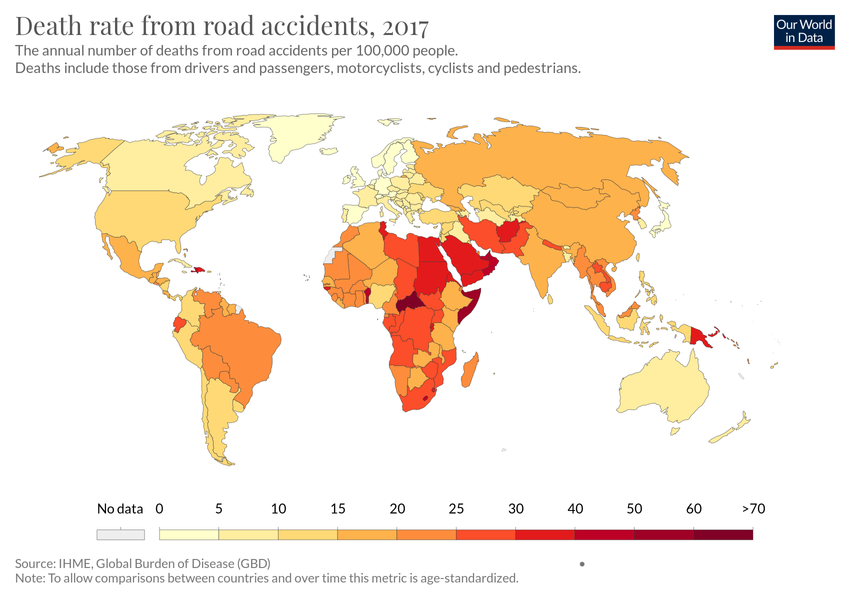 Death rate from road accidents, 2017
Our World
in Data
The annual number of deaths from road accidents per 100,000 people.
Deaths include those from drivers and passengers, motorcyclists, cyclists and pedestrians.
No data 0 5 10 15 20 25 30 40 50 60 >70
Source: IHME, Global Burden of Disease (GBD)
Note: To allow comparisons between countries and over time this metric is age-standardized.